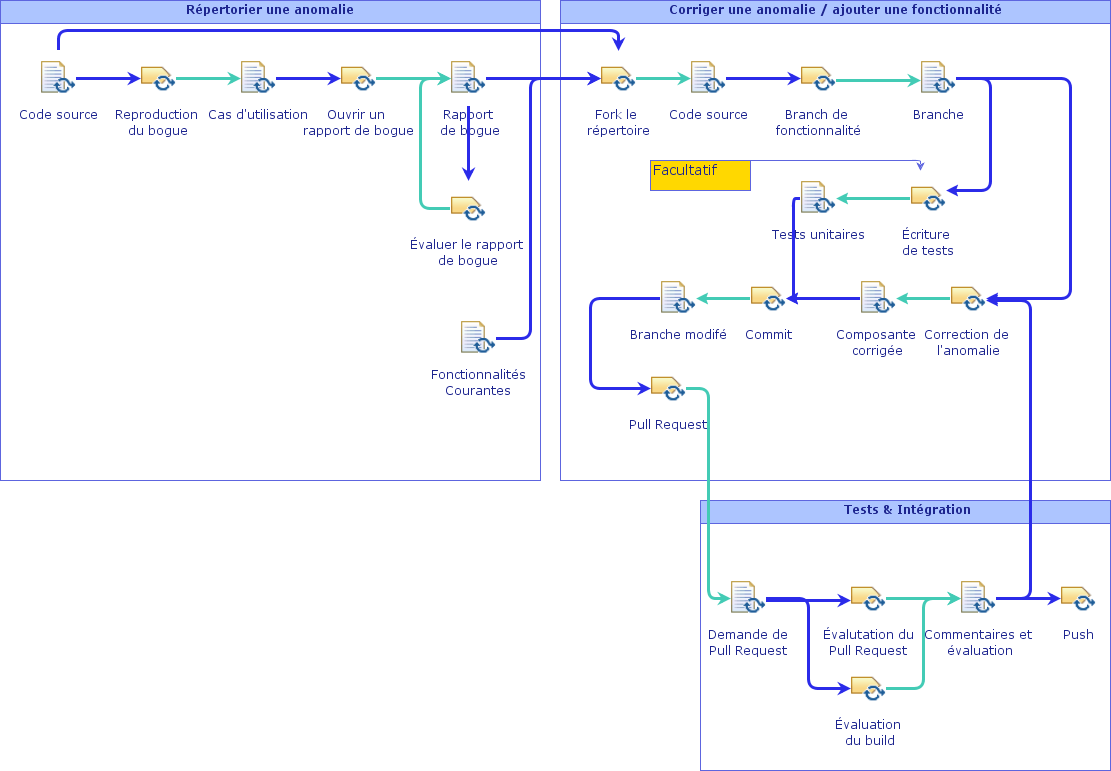 Répertorier une anomalie
Code source
Reproduction
du bogue
Cas d'utilisation
Ouvrir un
rapport de bogue
Rapport
de bogue
Évaluer le rapport
de bogue
Fonctionnalités
Courantes
Corriger une anomalie / ajouter une fonctionnalité
Fork le
répertoire
Code source
Branch de
fonctionnalité
Branche
Facultatif
Tests unitaires
Écriture
de tests
Branche modifé
Commit
Composante
corrigée
Correction de
l'anomalie
Pull Request
Tests & Intégration
Demande de
Pull Request
Évalutation du
Pull Request
Commentaires et
évaluation
Push
Évaluation
du build